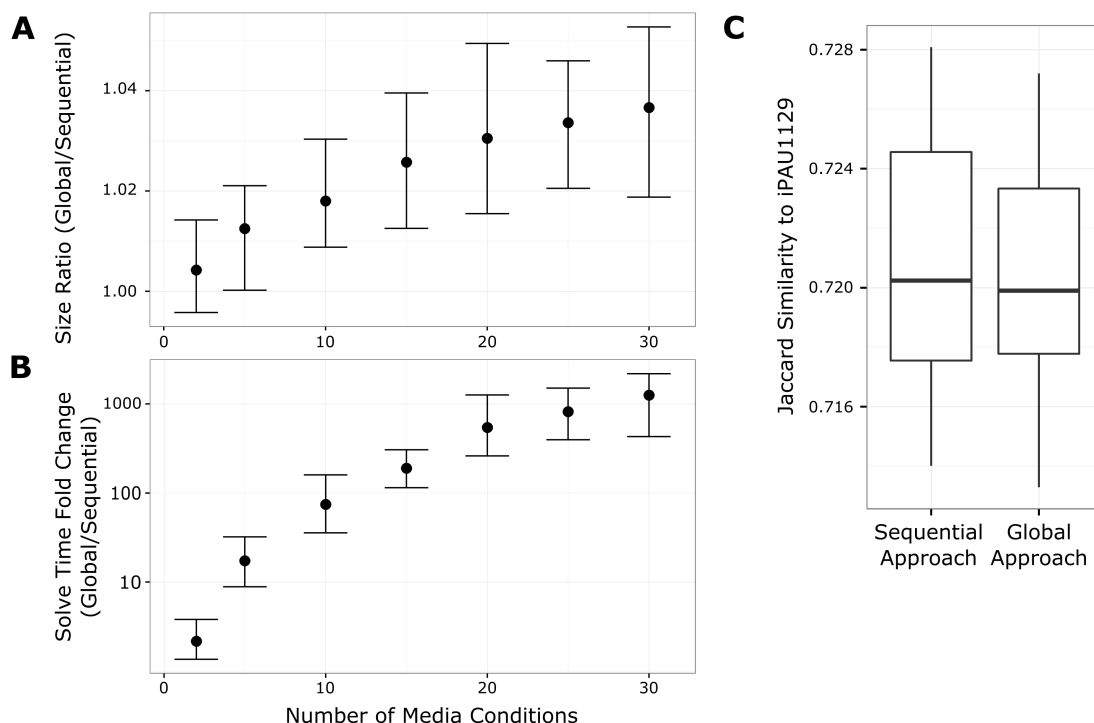 A
Size Ratio (Global/Sequential)
1.04
1.02
1.00
0
10
20
30
B
Solve Time Fold Change
(Global/Sequential)
1000
100
10
0
10
20
30
Number of Media Conditions
C
Jaccard Similarity to iPAU1129
0.728
0.724
0.720
0.716
Sequential
Approach
Global
Approach